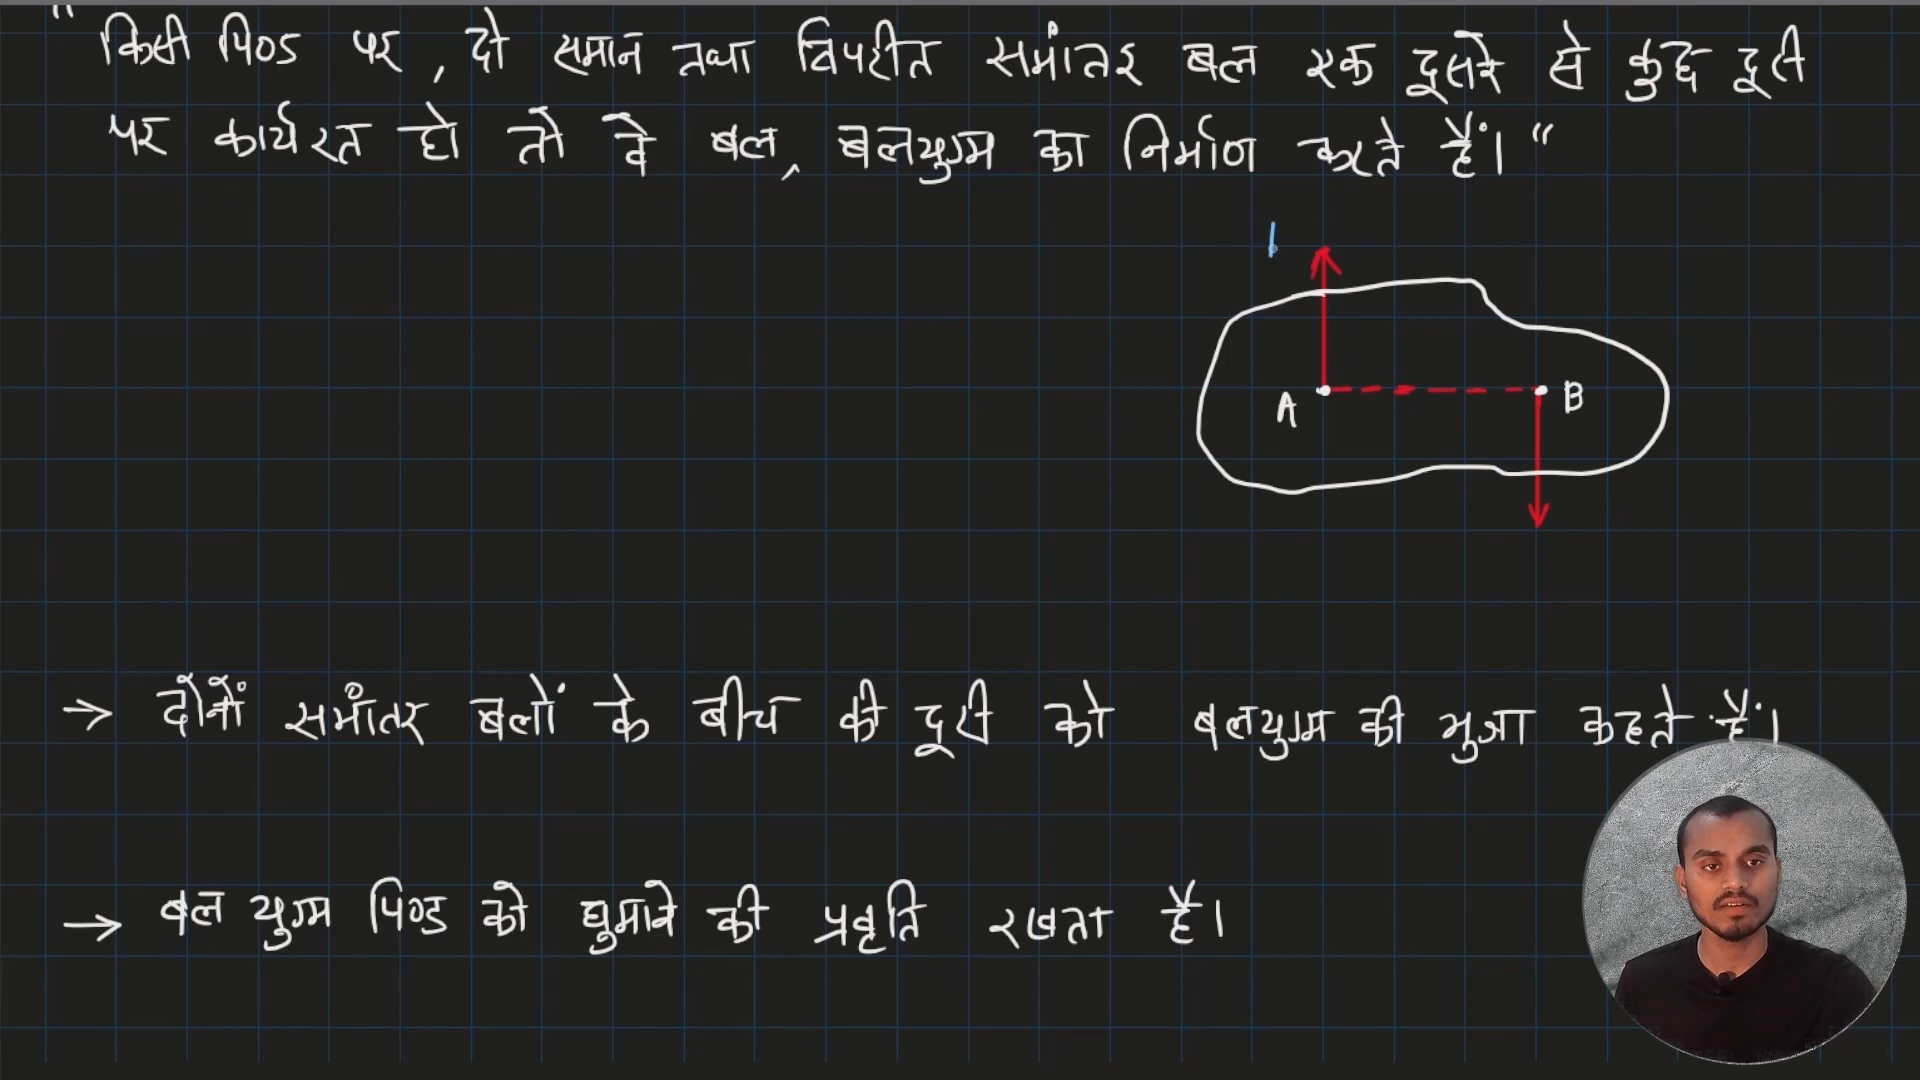 " किसी पिण्ड पर , दो समान तथा विपरीत समांतर बल एक दूसरे से कुछ दूरी
पर कार्यरत हो तो वे बल, बलयुग्म का निर्माण करते हैं। "
A
B
→ दोनों समांतर बलों के बीच की दूरी को बलयुग्म की भुजा कहते हैं।
→ बल युग्म पिण्ड को घुमाने की प्रवृति रखता है।